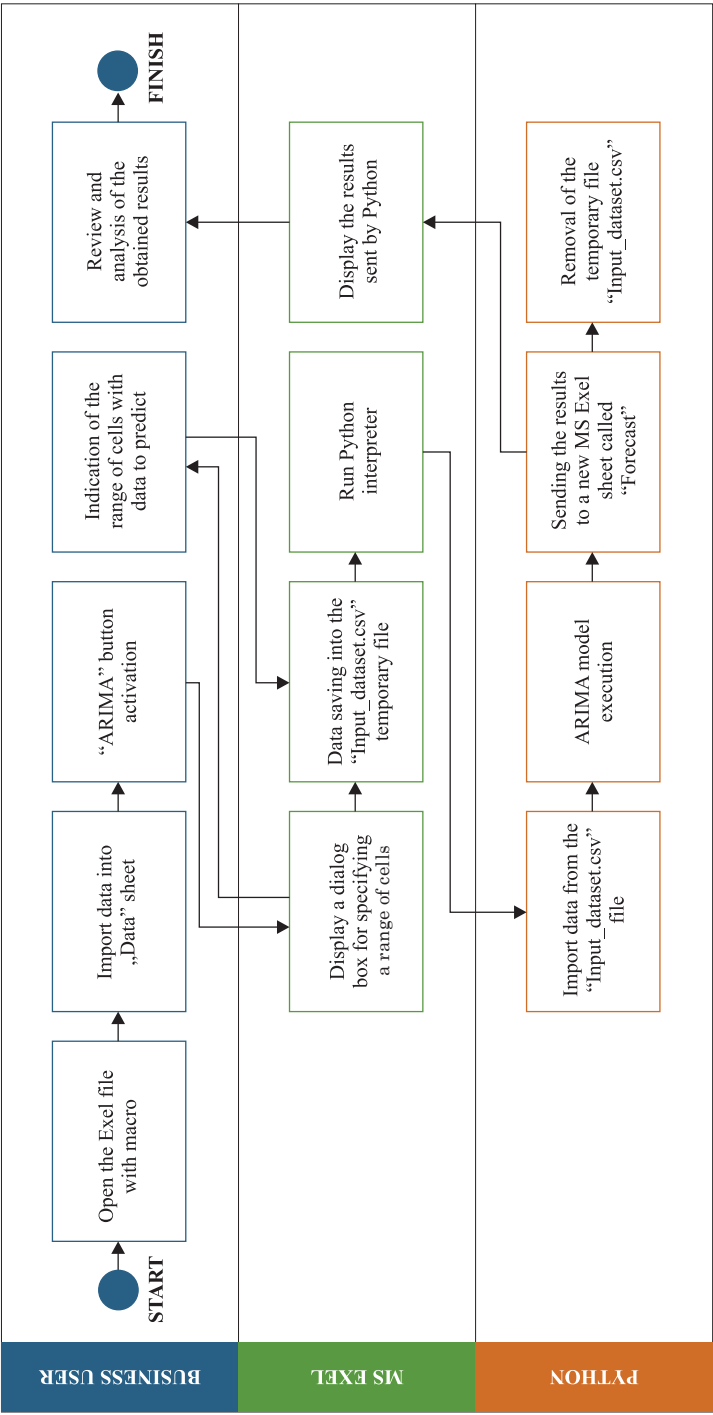 BUSINESS USER
START
Open the Exel file
with macro
Import data into
„Data” sheet
“ARIMA” button
activation
Indication of the
range of cells with
data to predict
Review and
analysis of the
obtained results
FINISH
MS EXEL
Display a dialog
box for specifying
a range of cells
Data saving into the
“Input_dataset.csv”
temporary file
Run Python
interpreter
Display the results
sent by Python
PYTHON
Import data from the
“Input_dataset.csv”
file
ARIMA model
execution
Sending the results
to a new MS Exel
sheet called
“Forecast”
Removal of the
temporary file
“Input_dataset.csv”